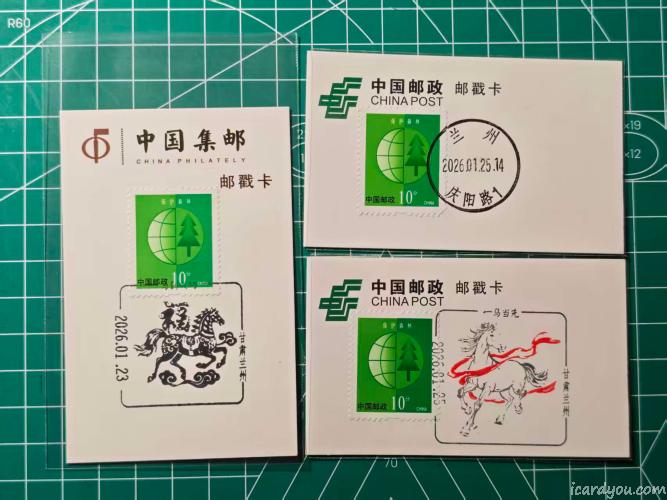 R60
中国集邮
CHINA PHILATELY
邮戳卡
保护森林
中国邮政 10分
CHINA
2026.01.23
甘肃兰州
中国邮政 邮戳卡
CHINA POST
保护森林
中国邮政 10分
CHINA
兰州
2026.01.25.14
庆阳路1
中国邮政 邮戳卡
CHINA POST
保护森林
中国邮政 10分
CHINA
一马当先
2026.01.25
甘肃兰州
×19
×12
70
icardyou.com